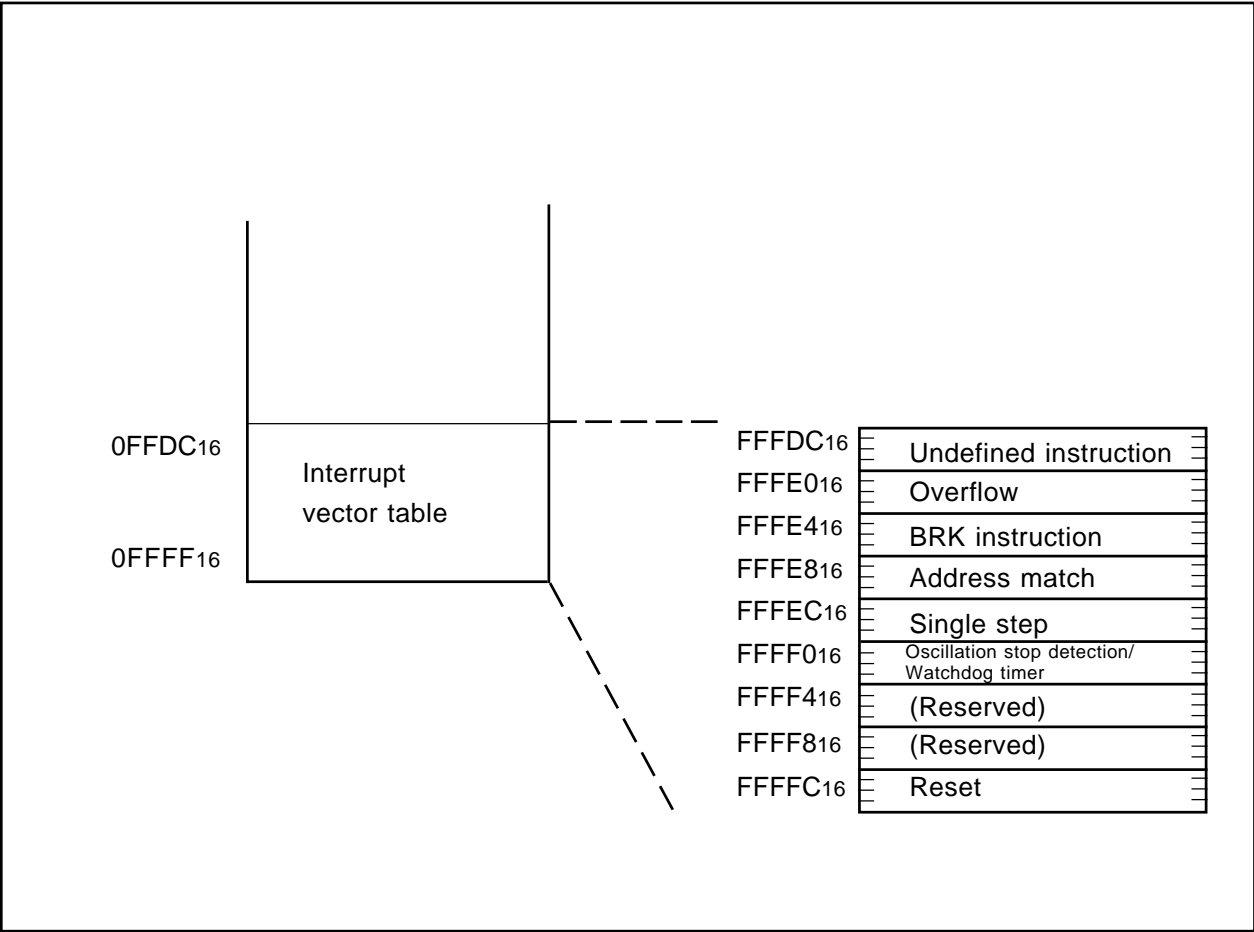 0FFDC16
Interrupt
vector table
0FFFF16
FFFDC16 Undefined instruction
FFFE016 Overflow
FFFE416 BRK instruction
FFFE816 Address match
FFFEC16 Single step
FFFF016 Oscillation stop detection/
Watchdog timer
FFFF416 (Reserved)
FFFF816 (Reserved)
FFFFC16 Reset